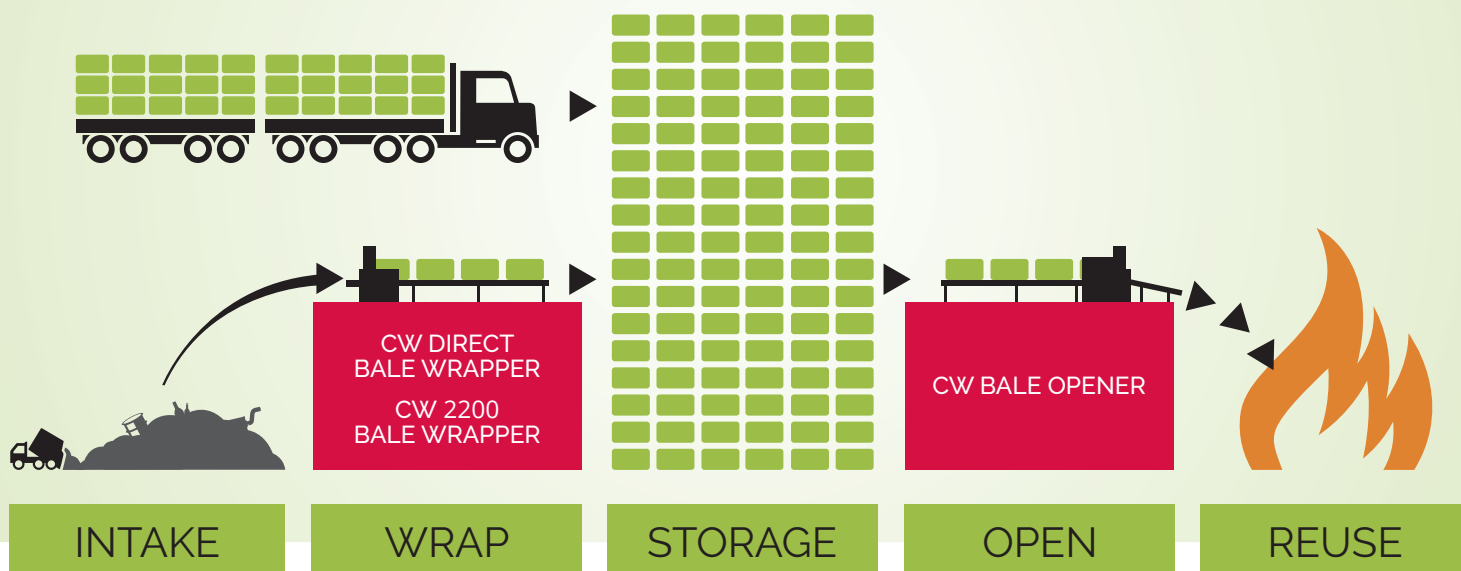 CW DIRECT
BALE WRAPPER
CW 2200
BALE WRAPPER
CW BALE OPENER
INTAKE
WRAP
STORAGE
OPEN
REUSE